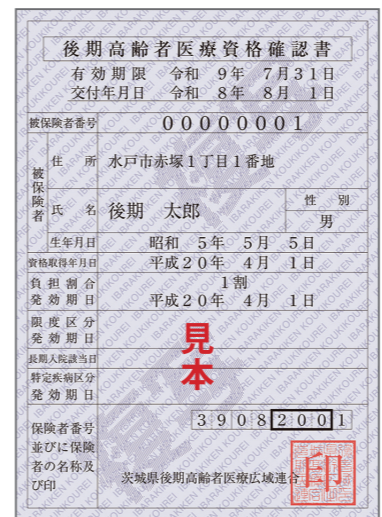 後期高齢者医療資格確認書
有効期限 令和 9年 7月31日
交付年月日 令和 8年 8月 1日
被保険者番号 00000001
被保険者
住所 水戸市赤塚1丁目1番地
氏名 後期 太郎
性別
男
生年月日 昭和 5年 5月 5日
資格取得年月日 平成20年 4月 1日
負担割合 1割
発効期日 平成20年 4月 1日
限度区分
発効期日
長期入院該当日
特定疾病区分
発効期日
見本
保険者番号 39082001
並びに保険
者の名称及
び印
茨城県後期高齢者医療広域連合
印